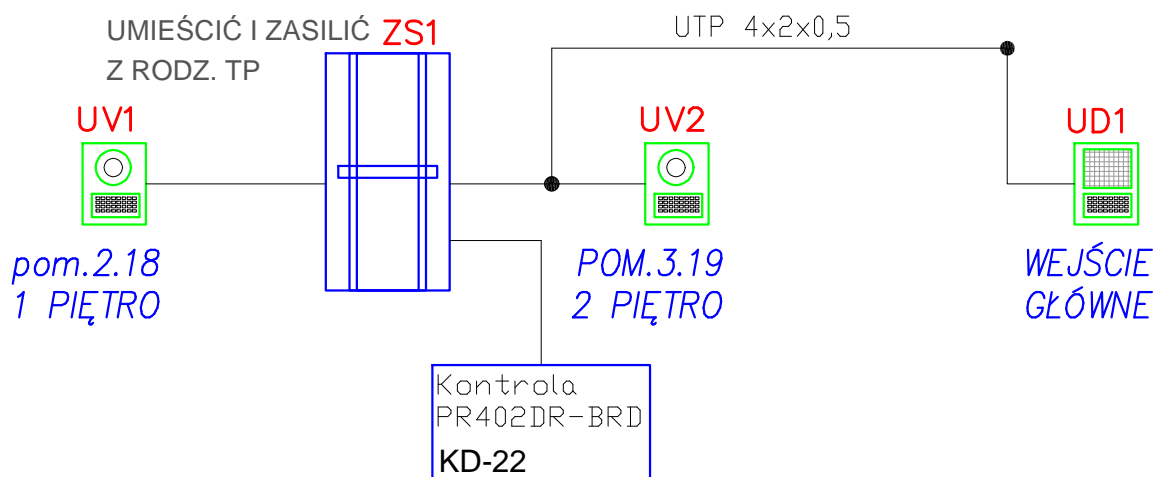 UMIEŚCIĆ I ZASILIĆ
Z RODZ. TP
ZS1
UTP 4x2x0,5
UV1
UV2
UD1
pom.2.18
1 PIĘTRO
POM.3.19
2 PIĘTRO
WEJŚCIE
GŁÓWNE
Kontrola
PR402DR-BRD
KD-22